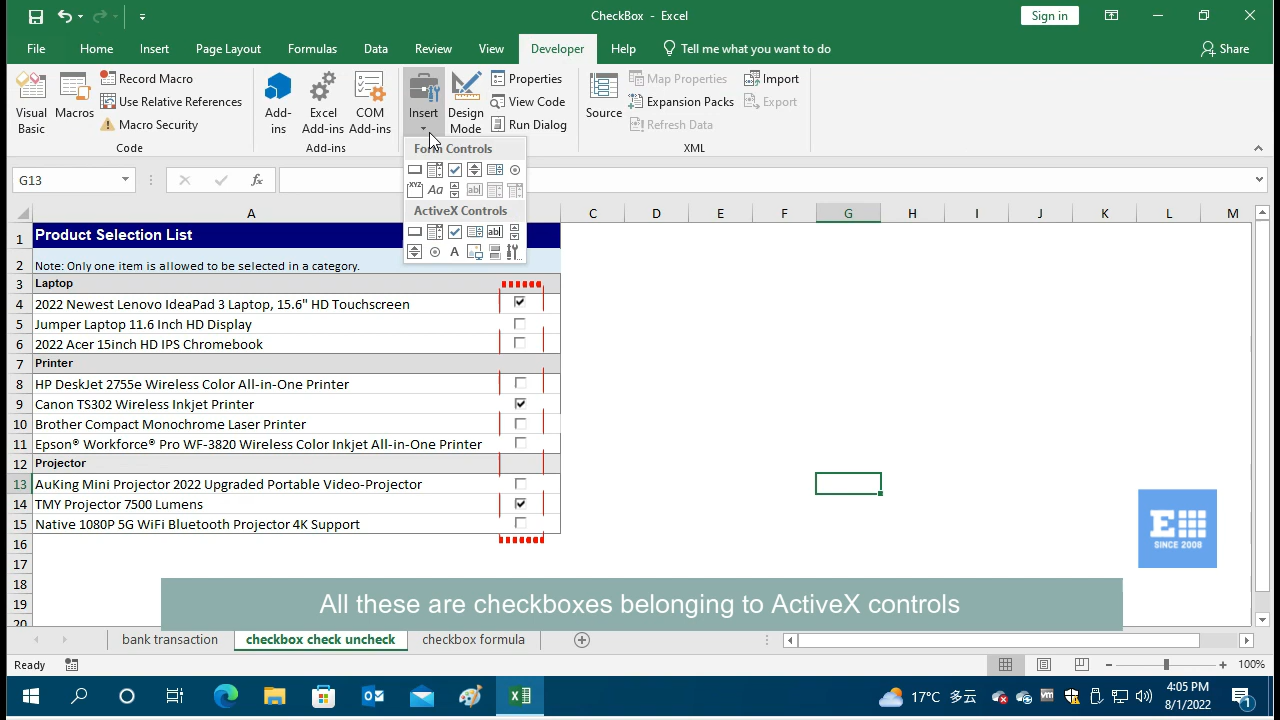 CheckBox - Excel
Sign in
File Home Insert Page Layout Formulas Data Review View Developer Help Tell me what you want to do Share
Visual Basic
Macros
Record Macro
Use Relative References
Macro Security
Code
Add-ins
Excel Add-ins
COM Add-ins
Add-ins
Insert
Design Mode
Properties
View Code
Run Dialog
Source
Map Properties
Expansion Packs
Refresh Data
Import
Export
XML
Form Controls
XYZ
Aa
ab|
ActiveX Controls
ab|
A
G13
fx
A C D E F G H I J K L M
1 Product Selection List
2 Note: Only one item is allowed to be selected in a category.
3 Laptop
4 2022 Newest Lenovo IdeaPad 3 Laptop, 15.6" HD Touchscreen
5 Jumper Laptop 11.6 Inch HD Display
6 2022 Acer 15inch HD IPS Chromebook
7 Printer
8 HP DeskJet 2755e Wireless Color All-in-One Printer
9 Canon TS302 Wireless Inkjet Printer
10 Brother Compact Monochrome Laser Printer
11 Epson® Workforce® Pro WF-3820 Wireless Color Inkjet All-in-One Printer
12 Projector
13 AuKing Mini Projector 2022 Upgraded Portable Video-Projector
14 TMY Projector 7500 Lumens
15 Native 1080P 5G WiFi Bluetooth Projector 4K Support
16
17
18
19
20
E
SINCE 2008
All these are checkboxes belonging to ActiveX controls
bank transaction checkbox check uncheck checkbox formula
Ready
100%
17°C 多云
4:05 PM
8/1/2022
1